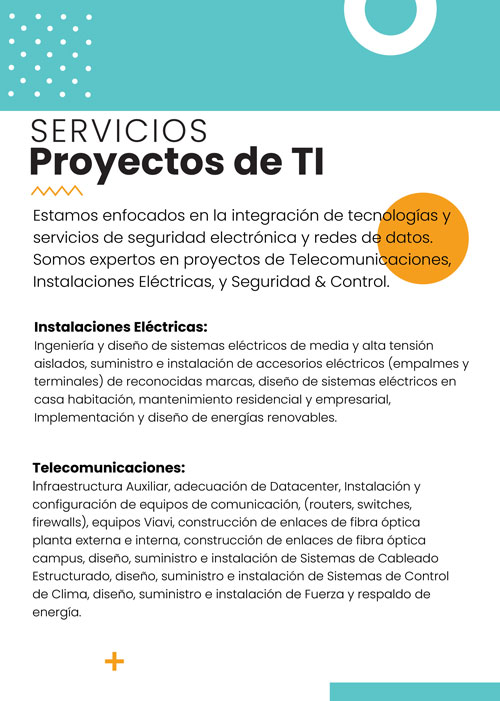 SERVICIOS
Proyectos de TI
Estamos enfocados en la integración de tecnologías y
servicios de seguridad electrónica y redes de datos.
Somos expertos en proyectos de Telecomunicaciones,
Instalaciones Eléctricas, y Seguridad & Control.
Instalaciones Eléctricas:
Ingeniería y diseño de sistemas eléctricos de media y alta tensión
aislados, suministro e instalación de accesorios eléctricos (empalmes y
terminales) de reconocidas marcas, diseño de sistemas eléctricos en
casa habitación, mantenimiento residencial y empresarial,
Implementación y diseño de energías renovables.
Telecomunicaciones:
Infraestructura Auxiliar, adecuación de Datacenter, Instalación y
configuración de equipos de comunicación, (routers, switches,
firewalls), equipos Viavi, construcción de enlaces de fibra óptica
planta externa e interna, construcción de enlaces de fibra óptica
campus, diseño, suministro e instalación de Sistemas de Cableado
Estructurado, diseño, suministro e instalación de Sistemas de Control
de Clima, diseño, suministro e instalación de Fuerza y respaldo de
energía.